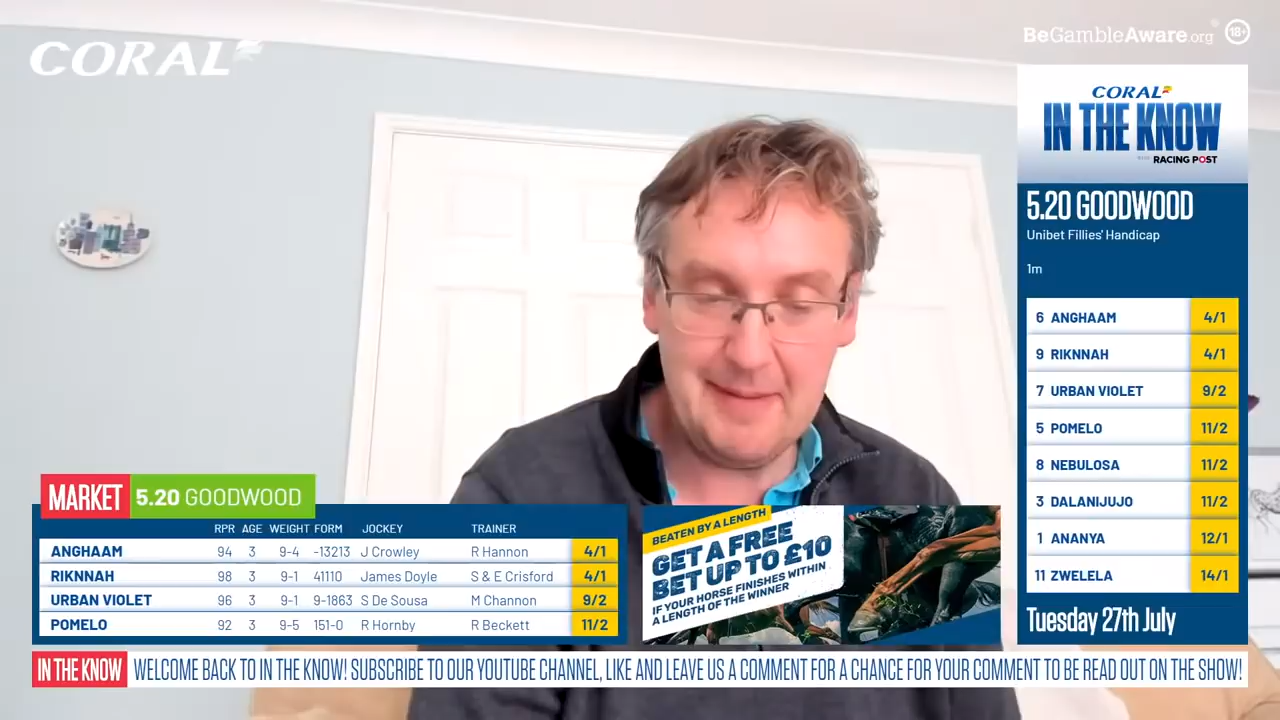 CORAL
BeGambleAware.org 18+
CORAL
IN THE KNOW
WITH RACING POST
5.20 GOODWOOD
Unibet Fillies' Handicap
1m
6 ANGHAAM 4/1
9 RIKNNAH 4/1
7 URBAN VIOLET 9/2
5 POMELO 11/2
8 NEBULOSA 11/2
3 DALANIJUJO 11/2
1 ANANYA 12/1
11 ZWELELA 14/1
Tuesday 27th July
MARKET 5.20 GOODWOOD
RPR AGE WEIGHT FORM JOCKEY TRAINER
ANGHAAM 94 3 9-4 -13213 J Crowley R Hannon 4/1
RIKNNAH 98 3 9-1 41110 James Doyle S & E Crisford 4/1
URBAN VIOLET 96 3 9-1 9-1863 S De Sousa M Channon 9/2
POMELO 92 3 9-5 151-0 R Hornby R Beckett 11/2
BEATEN BY A LENGTH
GET A FREE
BET UP TO £10
IF YOUR HORSE FINISHES WITHIN
A LENGTH OF THE WINNER
IN THE KNOW WELCOME BACK TO IN THE KNOW! SUBSCRIBE TO OUR YOUTUBE CHANNEL, LIKE AND LEAVE US A COMMENT FOR A CHANCE FOR YOUR COMMENT TO BE READ OUT ON THE SHOW!